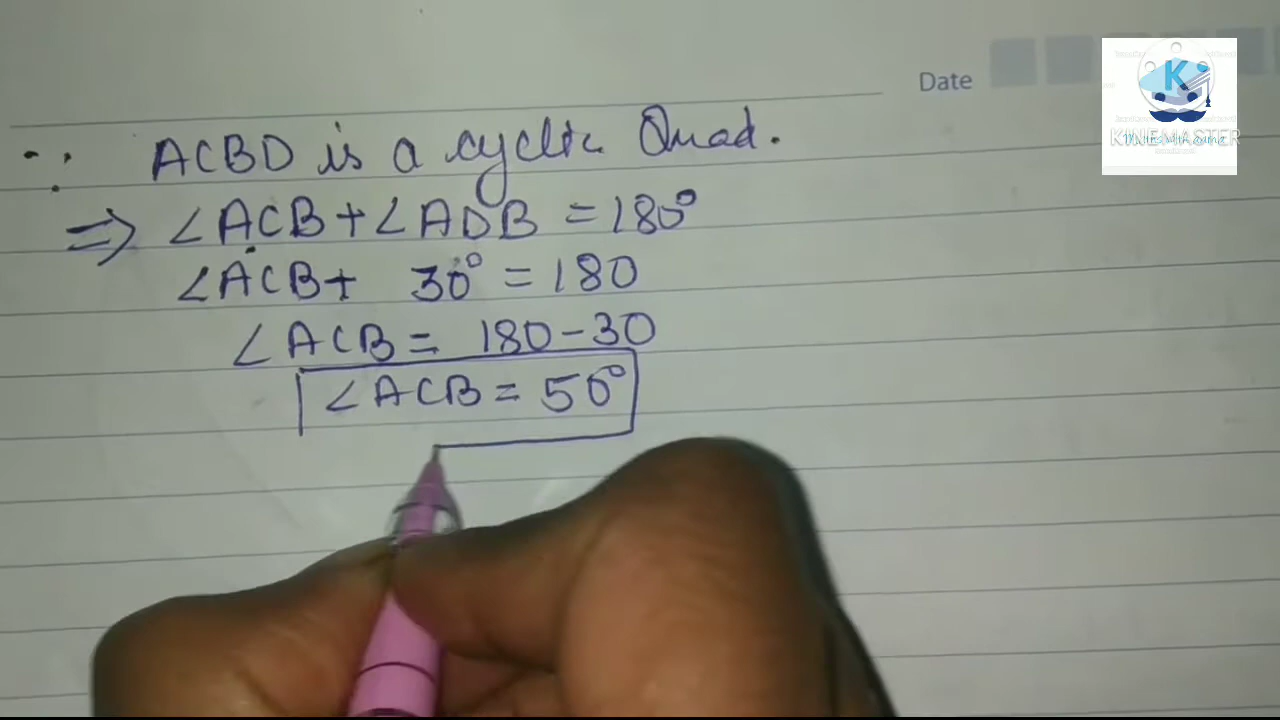 Date
K
KINEMASTER
∵ ACBD is a cyclic Quad.
⇒ ∠ACB + ∠ADB = 180°
∠ACB + 30° = 180
∠ACB = 180 - 30
∠ACB = 50°